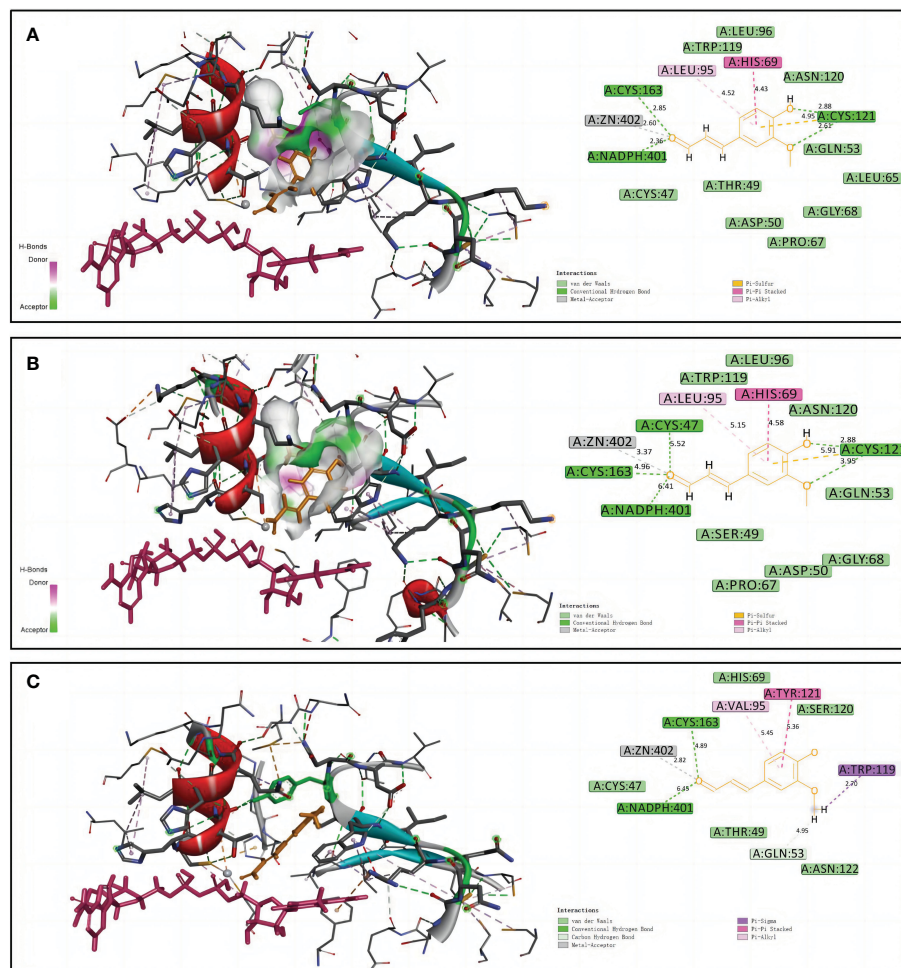 A
A:LEU:96
A:TRP:119
A:LEU:95
A:HIS:69
A:ASN:120
A:CYS:163
H
4.52
4.43
2.88
2.85
4.95
A:CYS:121
A:ZN:402
2.60
H
2.61
O
O
O
2.36
A:GLN:53
A:NADPH:401
H
A:LEU:65
A:CYS:47
A:THR:49
A:GLY:68
A:ASP:50
A:PRO:67
H-Bonds
Donor
Acceptor
Interactions
van der Waals
Conventional Hydrogen Bond
Metal-Acceptor
Pi-Sulfur
Pi-Pi Stacked
Pi-Alkyl
B
A:LEU:96
A:TRP:119
A:LEU:95
A:HIS:69
A:ASN:120
A:CYS:47
H
5.15
4.58
2.88
A:ZN:402
5.52
5.91
A:CYS:12
3.37
H
3.95
A:CYS:163
4.96
O
O
O
6.41
A:GLN:53
H
A:NADPH:401
A:SER:49
A:GLY:68
A:ASP:50
A:PRO:67
H-Bonds
Donor
Acceptor
Interactions
van der Waals
Conventional Hydrogen Bond
Metal-Acceptor
Pi-Sulfur
Pi-Pi Stacked
Pi-Alkyl
C
A:HIS:69
A:TYR:121
A:VAL:95
A:SER:120
A:CYS:163
5.45
5.36
4.89
A:ZN:402
O
2.82
A:TRP:119
O
O
2.70
A:CYS:47
6.45
H
A:NADPH:401
H
A:THR:49
4.95
A:GLN:53
A:ASN:122
Interactions
van der Waals
Conventional Hydrogen Bond
Carbon Hydrogen Bond
Metal-Acceptor
Pi-Sigma
Pi-Pi Stacked
Pi-Alkyl